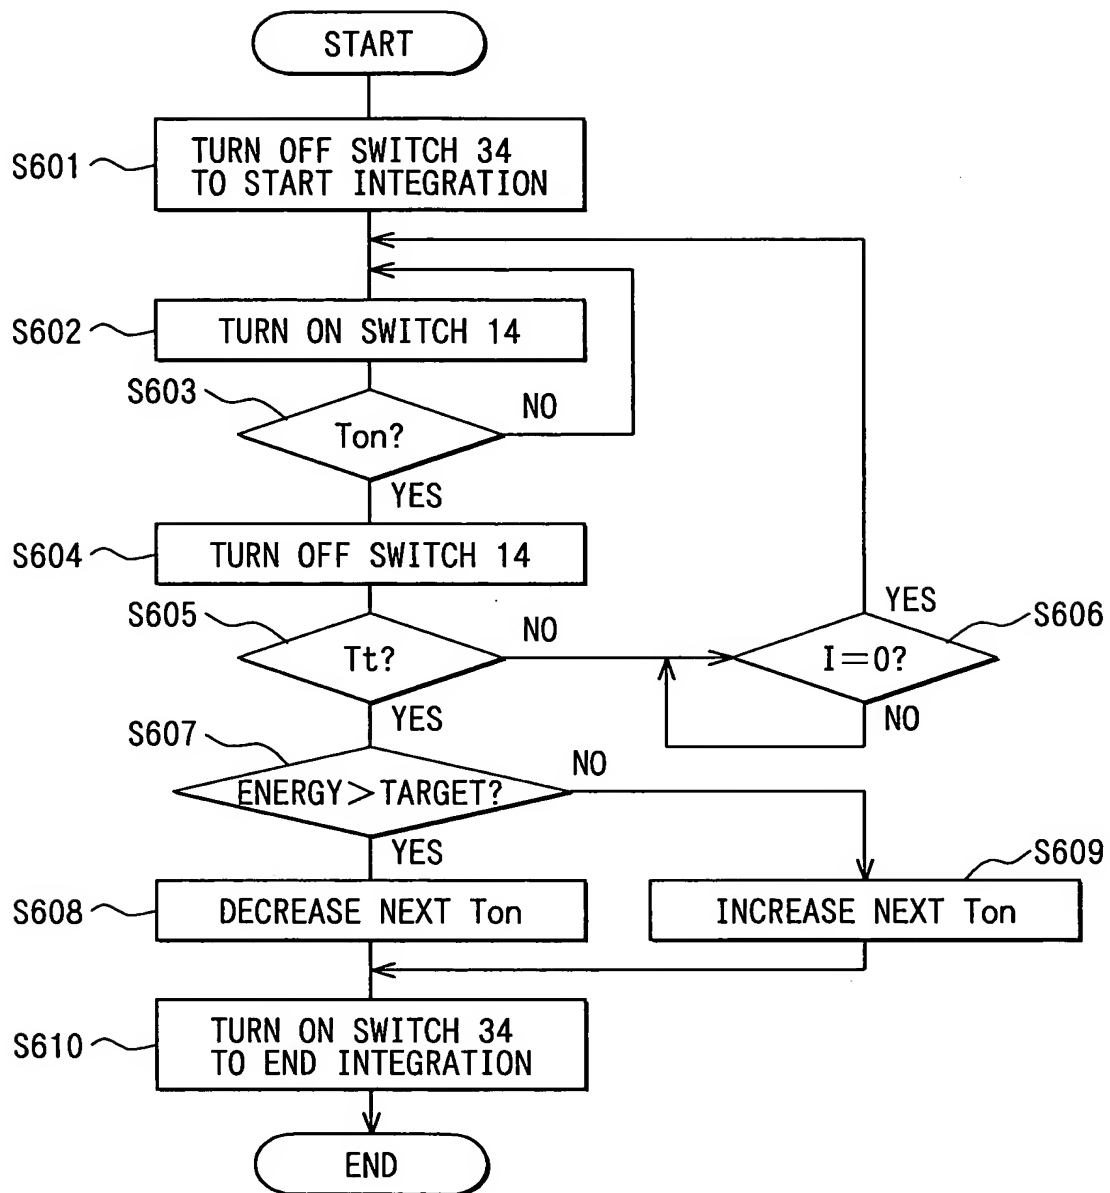 START
S601
TURN OFF SWITCH 34
TO START INTEGRATION
S602
TURN ON SWITCH 14
S603
Ton?
NO
YES
S604
TURN OFF SWITCH 14
S605
Tt?
NO
YES
S606
I=0?
YES
NO
S607
ENERGY>TARGET?
NO
YES
S608
DECREASE NEXT Ton
S609
INCREASE NEXT Ton
S610
TURN ON SWITCH 34
TO END INTEGRATION
END